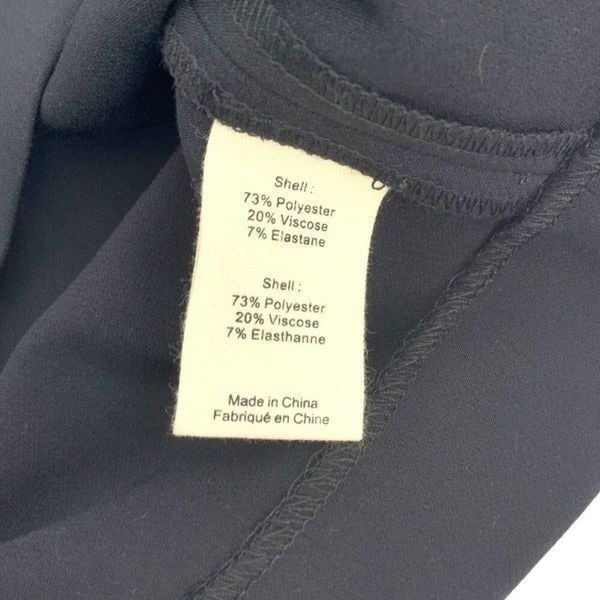 Shell :
73% Polyester
20% Viscose
7% Elastane
Shell :
73% Polyester
20% Viscose
7% Elasthanne
Made in China
Fabriqué en Chine